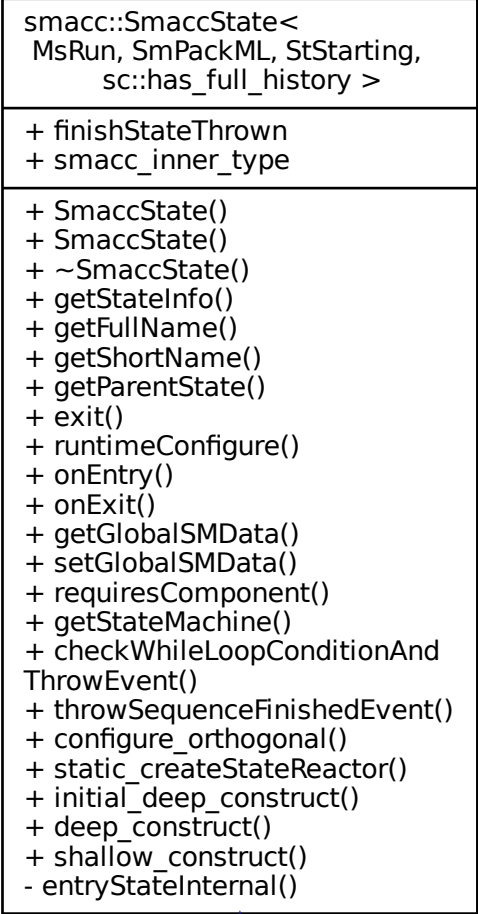 smacc::SmaccState<
MsRun, SmPackML, StStarting,
sc::has_full_history >
+ finishStateThrown
+ smacc_inner_type
+ SmaccState()
+ SmaccState()
+ ~SmaccState()
+ getStateInfo()
+ getFullName()
+ getShortName()
+ getParentState()
+ exit()
+ runtimeConfigure()
+ onEntry()
+ onExit()
+ getGlobalSMData()
+ setGlobalSMData()
+ requiresComponent()
+ getStateMachine()
+ checkWhileLoopConditionAnd
ThrowEvent()
+ throwSequenceFinishedEvent()
+ configure_orthogonal()
+ static_createStateReactor()
+ initial_deep_construct()
+ deep_construct()
+ shallow_construct()
- entryStateInternal()